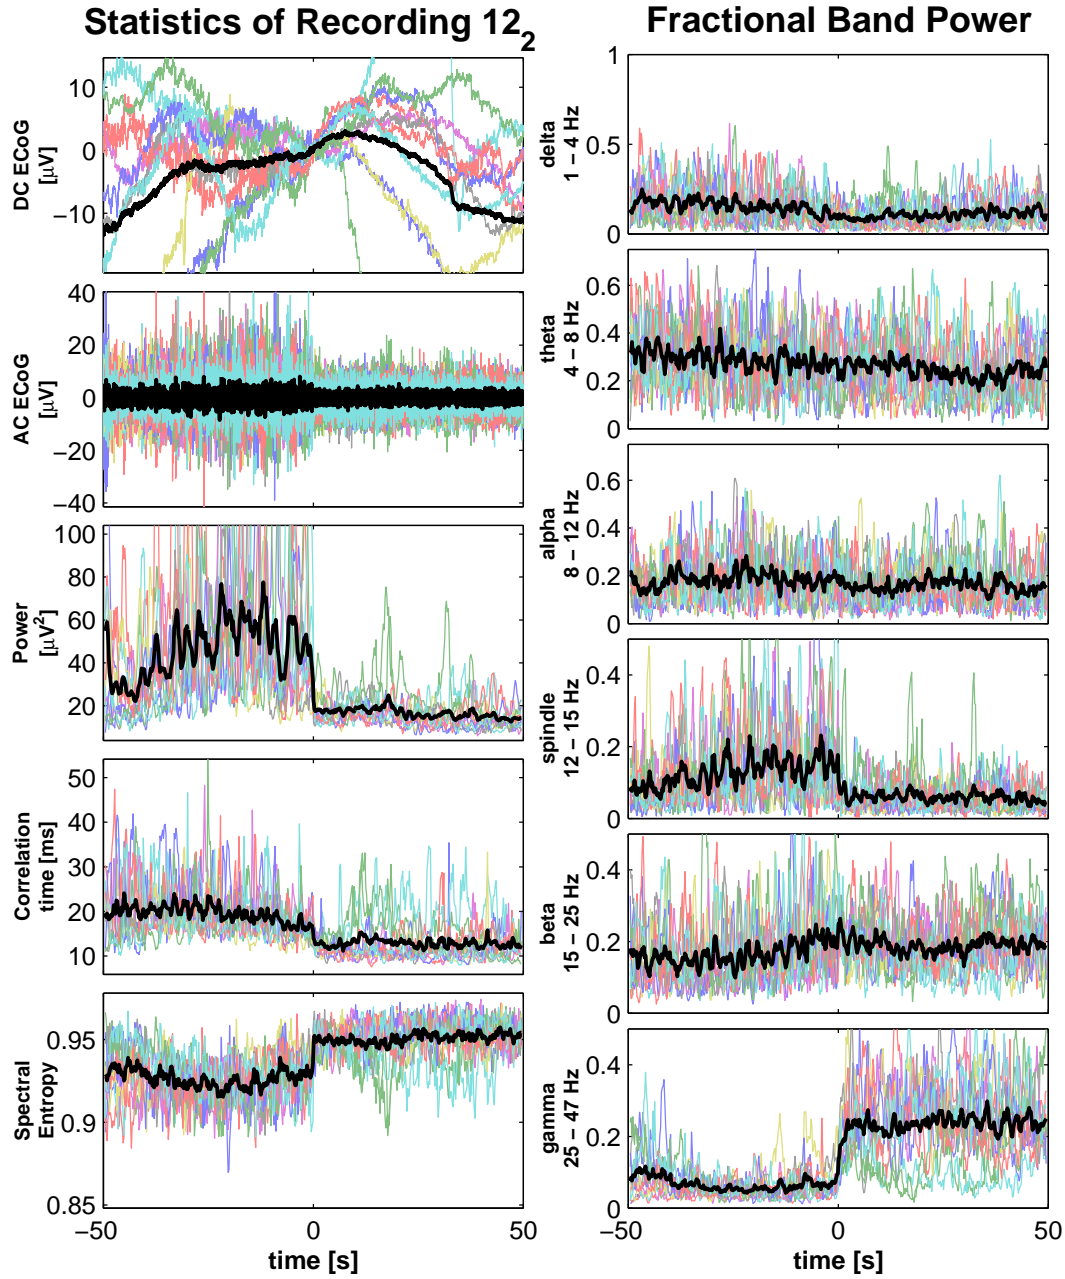 Statistics of Recording 12₂
DC ECoG
[μV]
10
0
−10
AC ECoG
[μV]
40
20
0
−20
−40
Power
[μV²]
100
80
60
40
20
Correlation
time [ms]
50
40
30
20
10
Spectral
Entropy
0.95
0.9
0.85
−50
0
50
time [s]
Fractional Band Power
delta
1 − 4 Hz
1
0.5
0
theta
4 − 8 Hz
0.6
0.4
0.2
0
alpha
8 − 12 Hz
0.6
0.4
0.2
0
spindle
12 − 15 Hz
0.4
0.2
0
beta
15 − 25 Hz
0.4
0.2
0
gamma
25 − 47 Hz
0.4
0.2
0
−50
0
50
time [s]